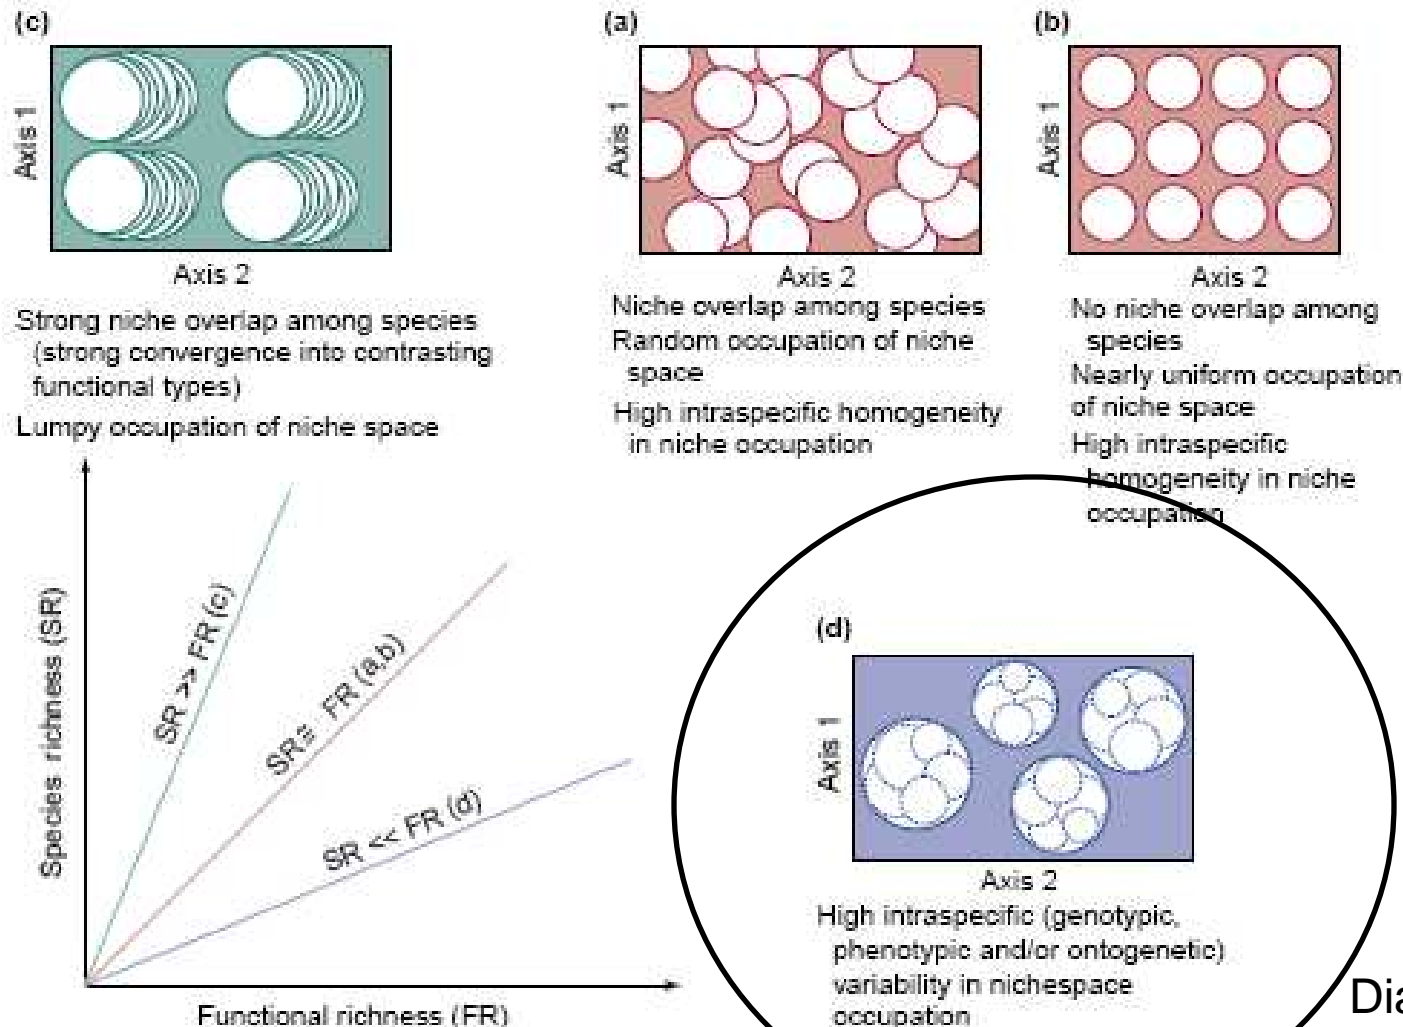 (c)
Axis 1
Axis 2
Strong niche overlap among species
(strong convergence into contrasting
functional types)
Lumpy occupation of niche space
(a)
Axis 1
Axis 2
Niche overlap among species
Random occupation of niche
space
High intraspecific homogeneity
in niche occupation
(b)
Axis 1
Axis 2
No niche overlap among
species
Nearly uniform occupation
of niche space
High intraspecific
homogeneity in niche
occupation
Species richness (SR)
SR >> FR (c)
SR≅ FR (a,b)
SR << FR (d)
Functional richness (FR)
(d)
Axis 1
Axis 2
High intraspecific (genotypic,
phenotypic and/or ontogenetic)
variability in nichespace
occupation
Dia